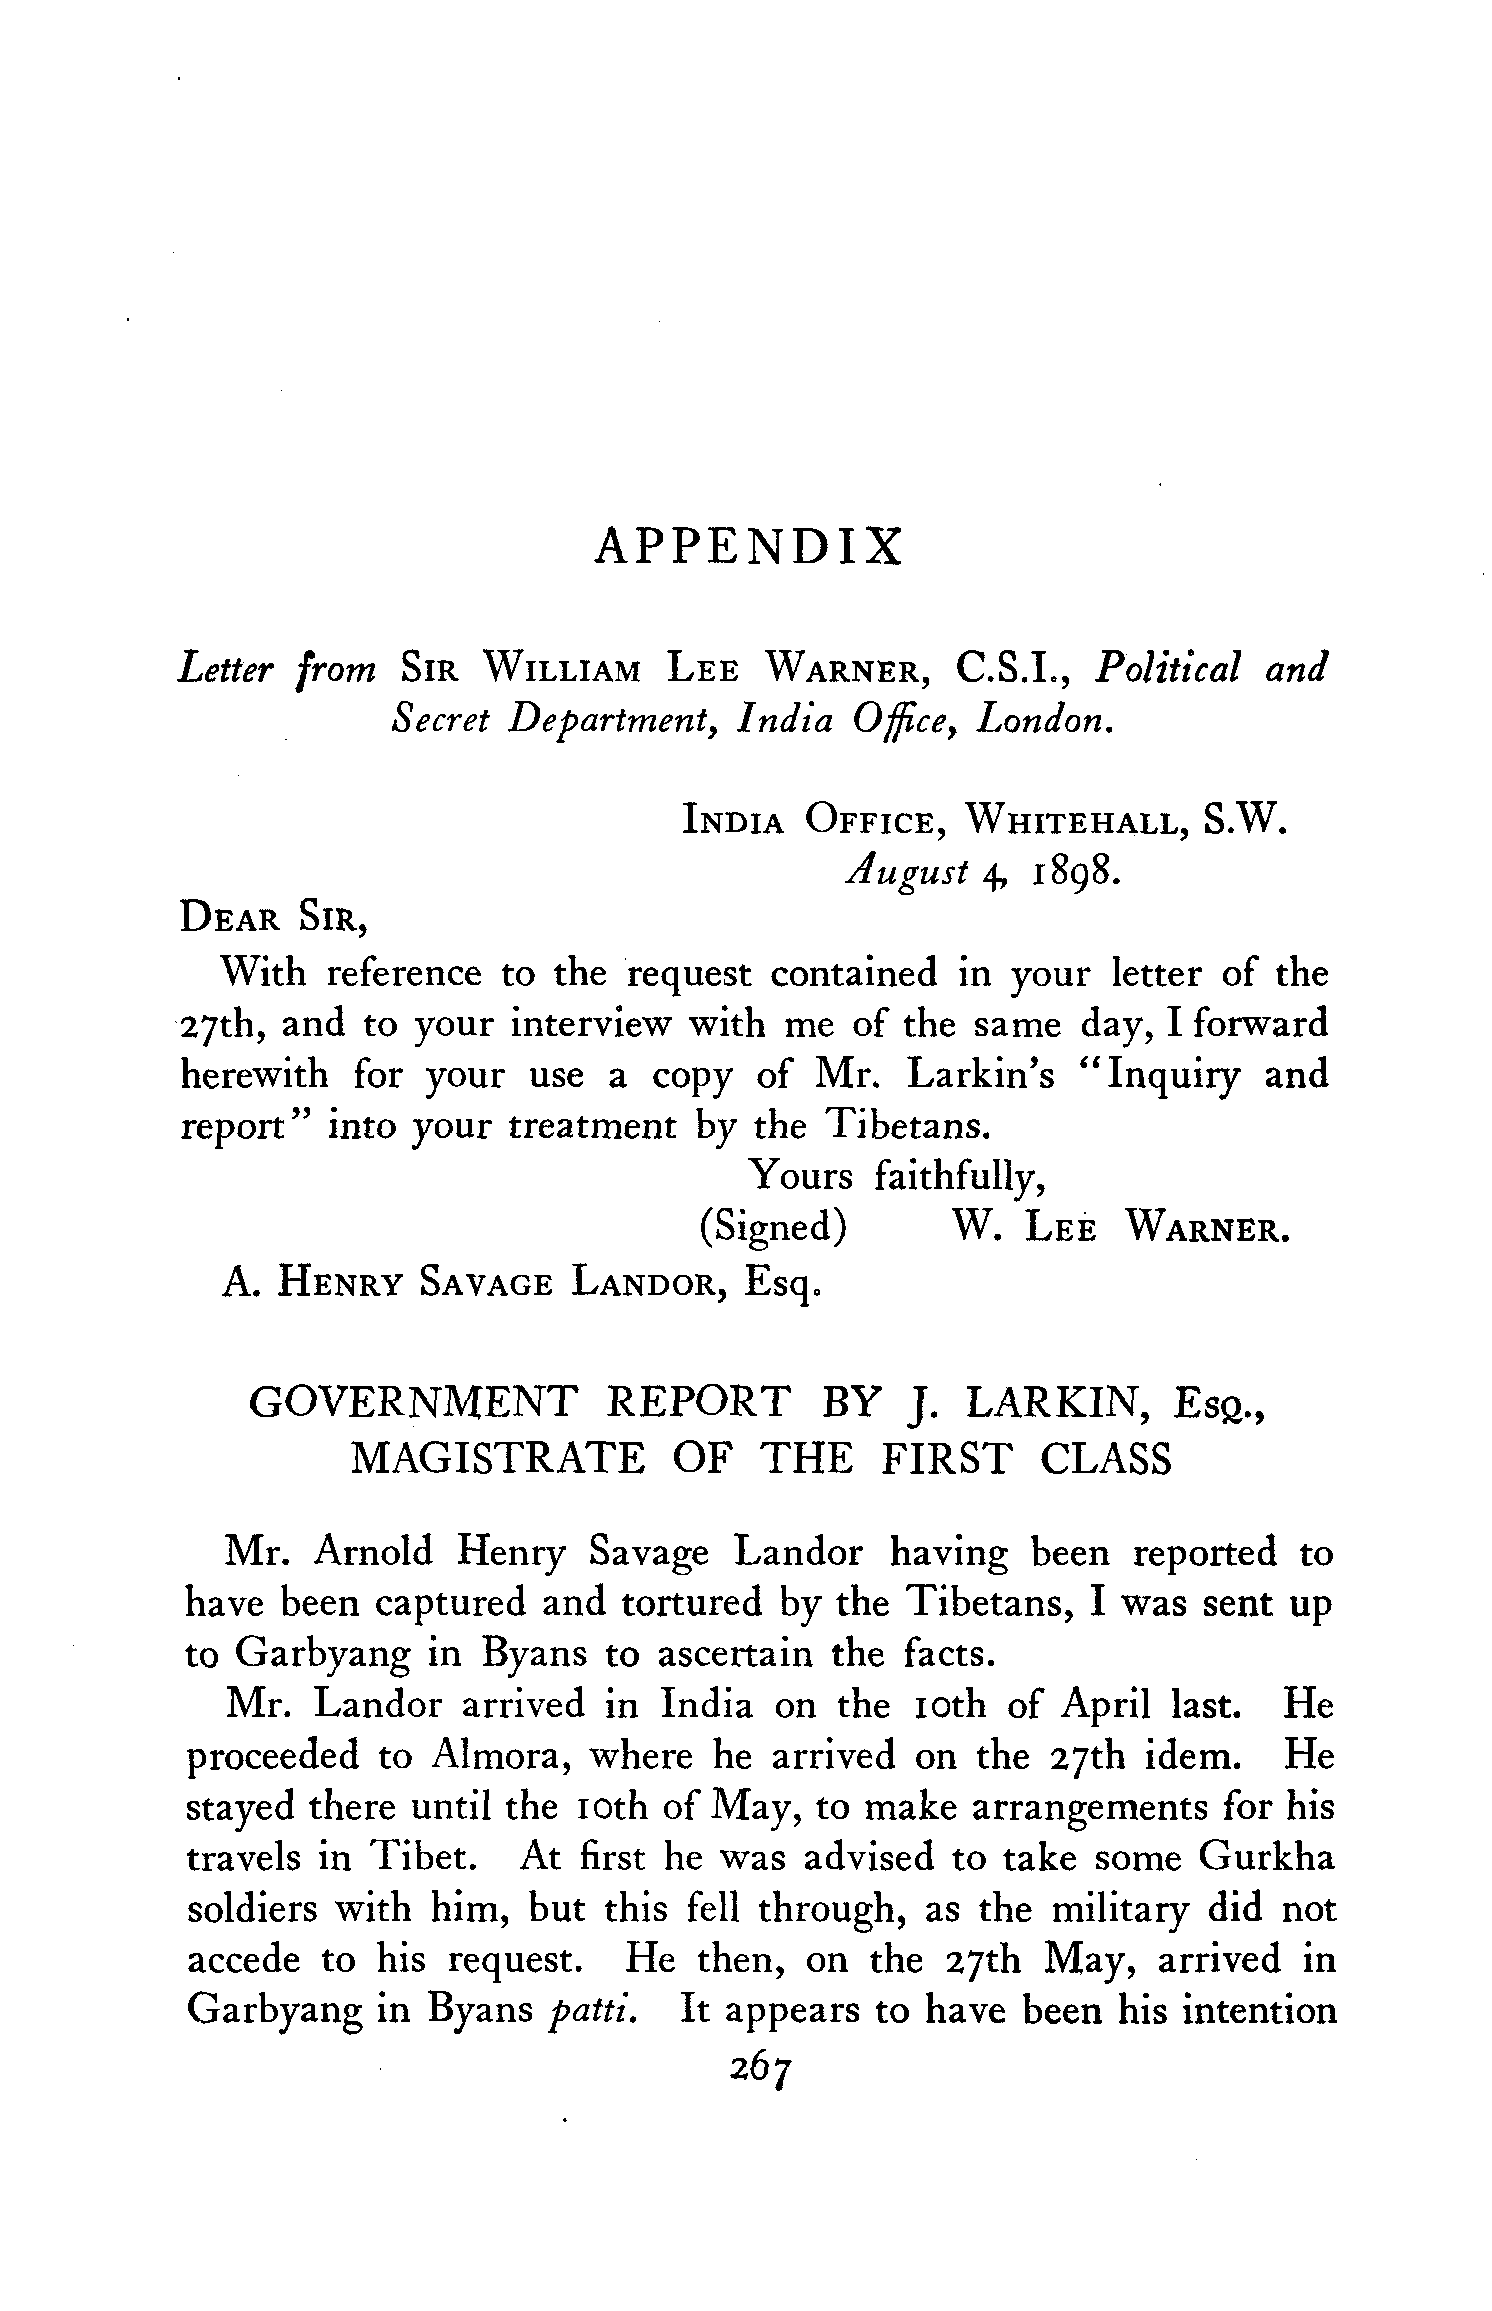 APPENDIX
Letter from SIR WILLIAM LEE WARNER, C.S.I., Political and
Secret Department, India Office, London.
INDIA OFFICE, WHITEHALL, S.W.
August 4, 1898.
DEAR SIR,
With reference to the request contained in your letter of the
27th, and to your interview with me of the same day, I forward
herewith for your use a copy of Mr. Larkin's "Inquiry and
report" into your treatment by the Tibetans.
Yours faithfully,
(Signed) W. LEE WARNER.
A. HENRY SAVAGE LANDOR, Esq.
GOVERNMENT REPORT BY J. LARKIN, ESQ.,
MAGISTRATE OF THE FIRST CLASS
Mr. Arnold Henry Savage Landor having been reported to
have been captured and tortured by the Tibetans, I was sent up
to Garbyang in Byans to ascertain the facts.
Mr. Landor arrived in India on the 10th of April last. He
proceeded to Almora, where he arrived on the 27th idem. He
stayed there until the 10th of May, to make arrangements for his
travels in Tibet. At first he was advised to take some Gurkha
soldiers with him, but this fell through, as the military did not
accede to his request. He then, on the 27th May, arrived in
Garbyang in Byans patti. It appears to have been his intention
267